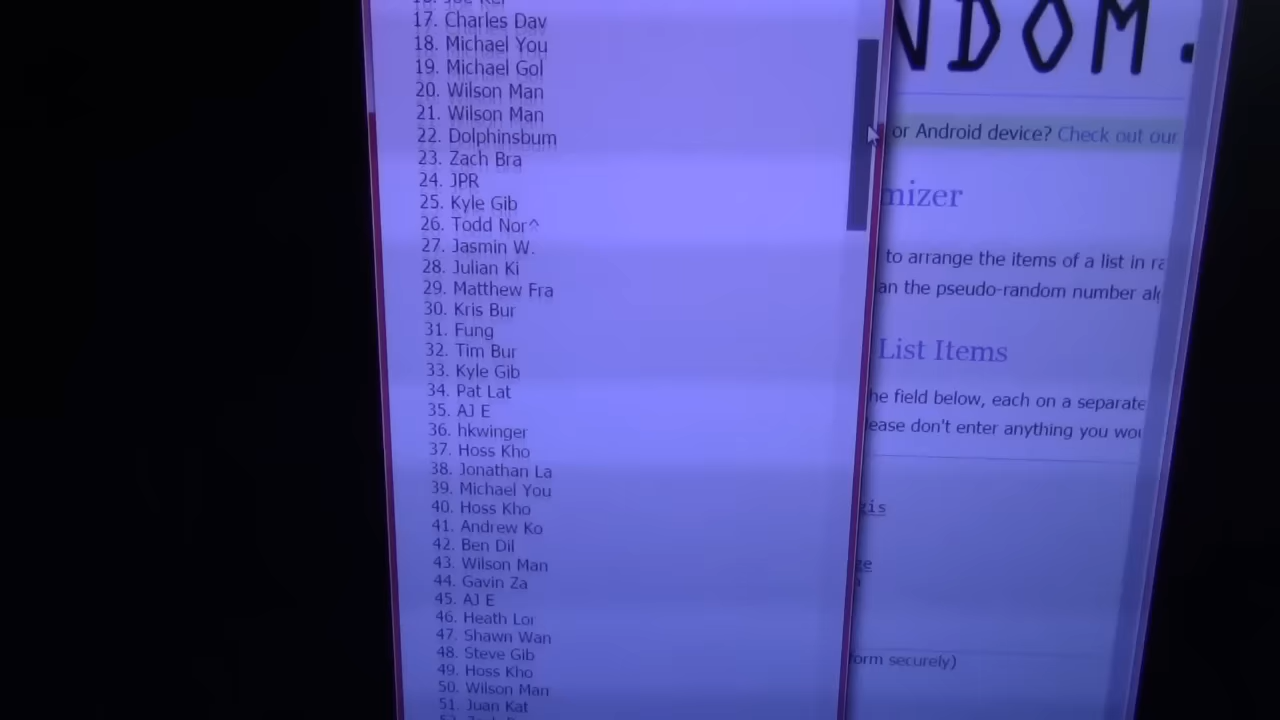 17. Charles Dav
18. Michael You
19. Michael Gol
20. Wilson Man
21. Wilson Man
22. Dolphinsbum
23. Zach Bra
24. JPR
25. Kyle Gib
26. Todd Nor^
27. Jasmin W.
28. Julian Ki
29. Matthew Fra
30. Kris Bur
31. Fung
32. Tim Bur
33. Kyle Gib
34. Pat Lat
35. AJ E
36. hkwinger
37. Hoss Kho
38. Jonathan La
39. Michael You
40. Hoss Kho
41. Andrew Ko
42. Ben Dil
43. Wilson Man
44. Gavin Za
45. AJ E
46. Heath Lor
47. Shawn Wan
48. Steve Gib
49. Hoss Kho
50. Wilson Man
51. Juan Kat
NDOM.
or Android device? Check out our
mizer
to arrange the items of a list in ra
an the pseudo-random number alg
List Items
he field below, each on a separate
ease don't enter anything you wou
zis
ge
orm securely)